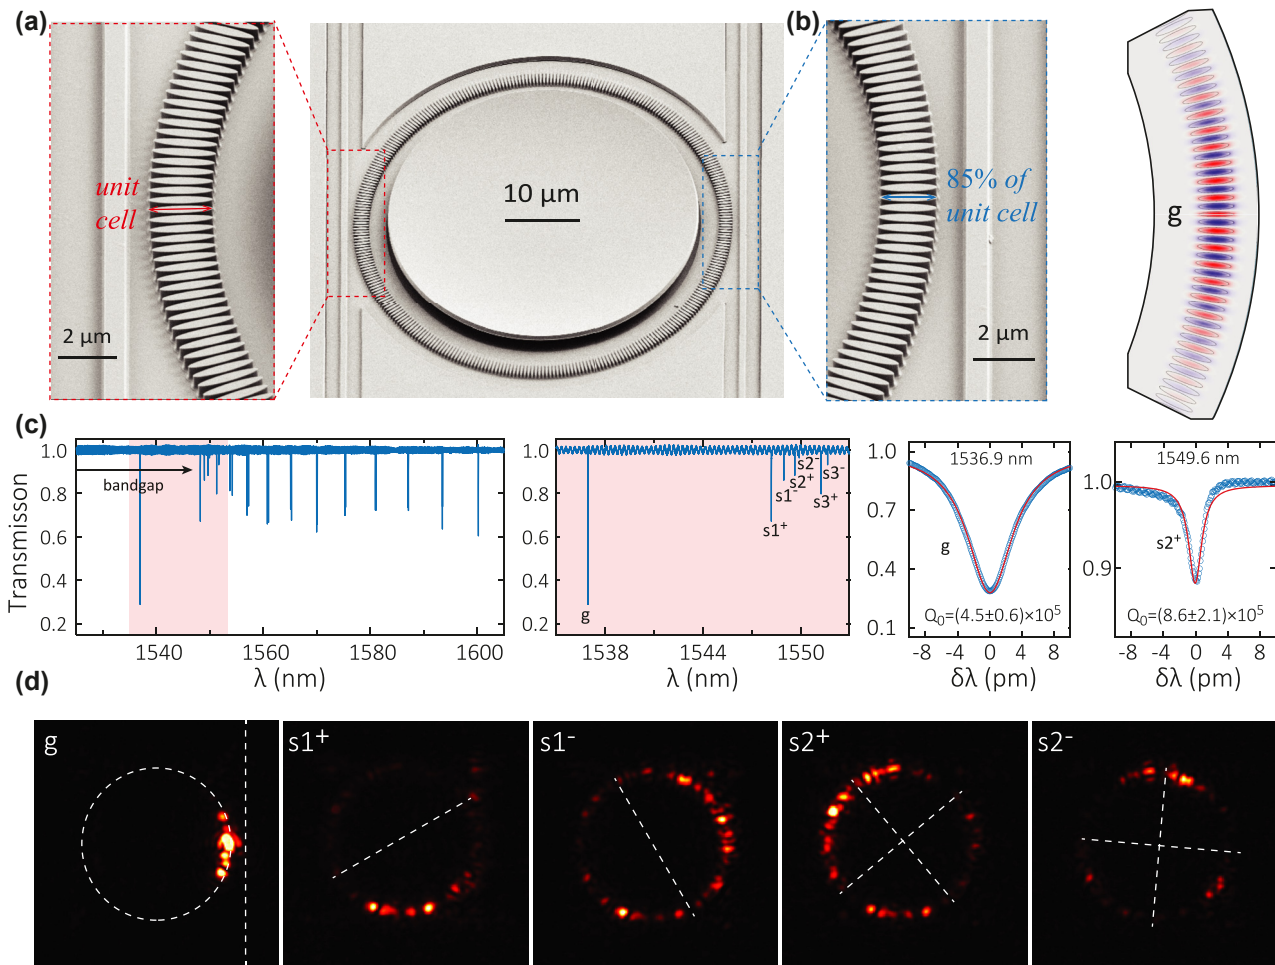 (a)
unit
cell
2 μm
10 μm
(b)
85% of
unit cell
2 μm
g
(c)
Transmisson
1.0
0.8
0.6
0.4
0.2
bandgap
1540
1560
1580
1600
λ (nm)
1.0
0.8
0.6
0.4
0.2
g
s1⁺
s1⁻
s2⁺
s2⁻
s3⁺
s3⁻
1538
1544
1550
λ (nm)
1.0
0.7
0.4
0.1
1536.9 nm
g
Q₀=(4.5±0.6)×10⁵
-8
-4
0
4
8
δλ (pm)
1.0
0.9
1549.6 nm
s2⁺
Q₀=(8.6±2.1)×10⁵
-8
-4
0
4
8
δλ (pm)
(d)
g
s1⁺
s1⁻
s2⁺
s2⁻